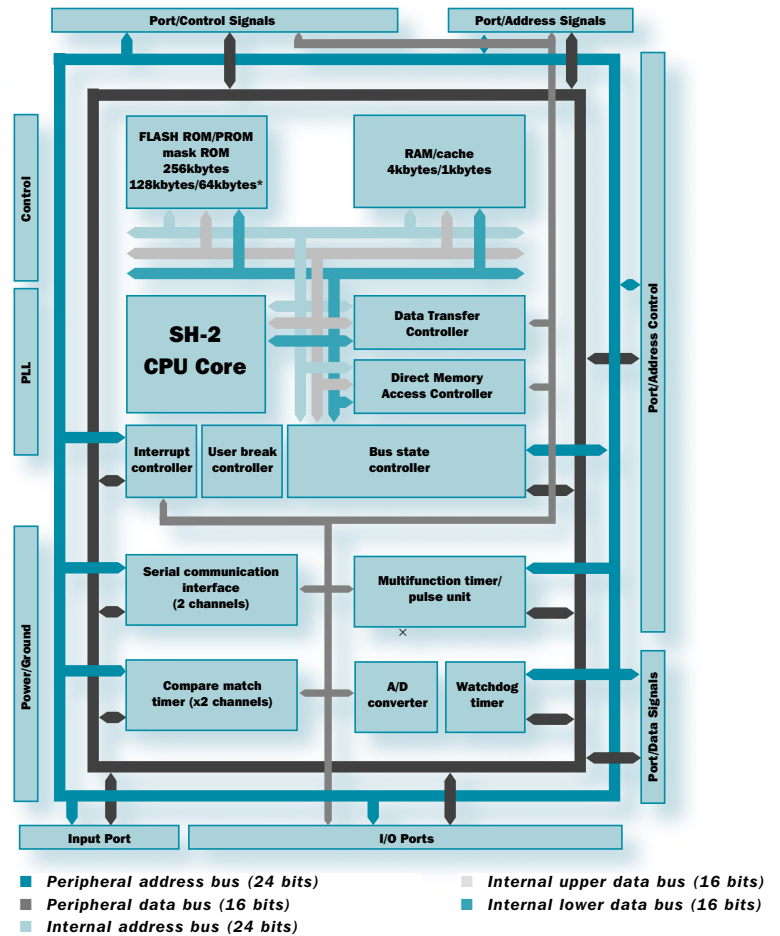 Port/Control Signals
Port/Address Signals
Control
PLL
Power/Ground
FLASH ROM/PROM
mask ROM
256kbytes
128kbytes/64kbytes*
RAM/cache
4kbytes/1kbytes
SH-2
CPU Core
Data Transfer
Controller
Direct Memory
Access Controller
Interrupt
controller
User break
controller
Bus state
controller
Serial communication
interface
(2 channels)
Multifunction timer/
pulse unit
×
Compare match
timer (x2 channels)
A/D
converter
Watchdog
timer
Port/Address Control
Port/Data Signals
Input Port
I/O Ports
Peripheral address bus (24 bits)
Peripheral data bus (16 bits)
Internal address bus (24 bits)
Internal upper data bus (16 bits)
Internal lower data bus (16 bits)